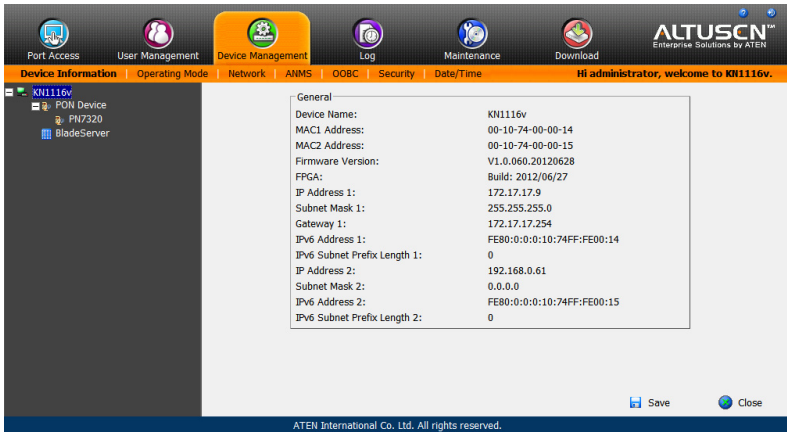 Port Access User Management Device Management Log Maintenance Download
ALTUSEN™
Enterprise Solutions by ATEN
Device Information | Operating Mode | Network | ANMS | OOBC | Security | Date/Time Hi administrator, welcome to KN1116v.
KN1116v
PON Device
PN7320
BladeServer
General
Device Name: KN1116v
MAC1 Address: 00-10-74-00-00-14
MAC2 Address: 00-10-74-00-00-15
Firmware Version: V1.0.060.20120628
FPGA: Build: 2012/06/27
IP Address 1: 172.17.17.9
Subnet Mask 1: 255.255.255.0
Gateway 1: 172.17.17.254
IPv6 Address 1: FE80:0:0:0:10:74FF:FE00:14
IPv6 Subnet Prefix Length 1: 0
IP Address 2: 192.168.0.61
Subnet Mask 2: 0.0.0.0
IPv6 Address 2: FE80:0:0:0:10:74FF:FE00:15
IPv6 Subnet Prefix Length 2: 0
Save Close
ATEN International Co. Ltd. All rights reserved.